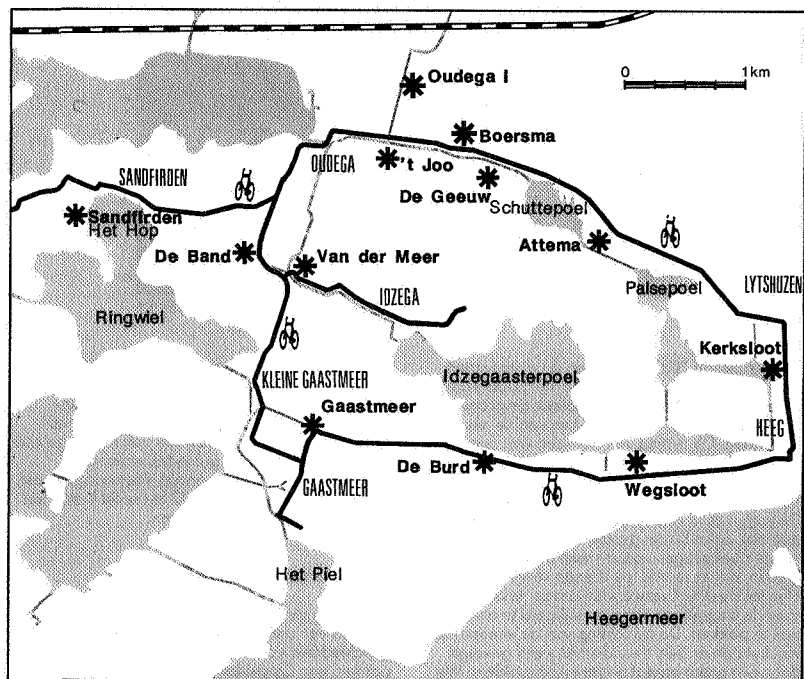 Oudega I
0 1km
Boersma
OUDEGA
't Joo
SANDFIRDEN
De Geeuw
Schuttepoel
Sandfirden
Het Hop
De Band
Van der Meer
Attema
IDZEGA
Palsepoel
LYTSHUZEN
Ringwiel
Kerksloot
KLEINE GAASTMEER
Idzegaasterpoel
Gaastmeer
HEEG
De Burd
GAASTMEER
Wegsloot
Het Piel
Heegermeer